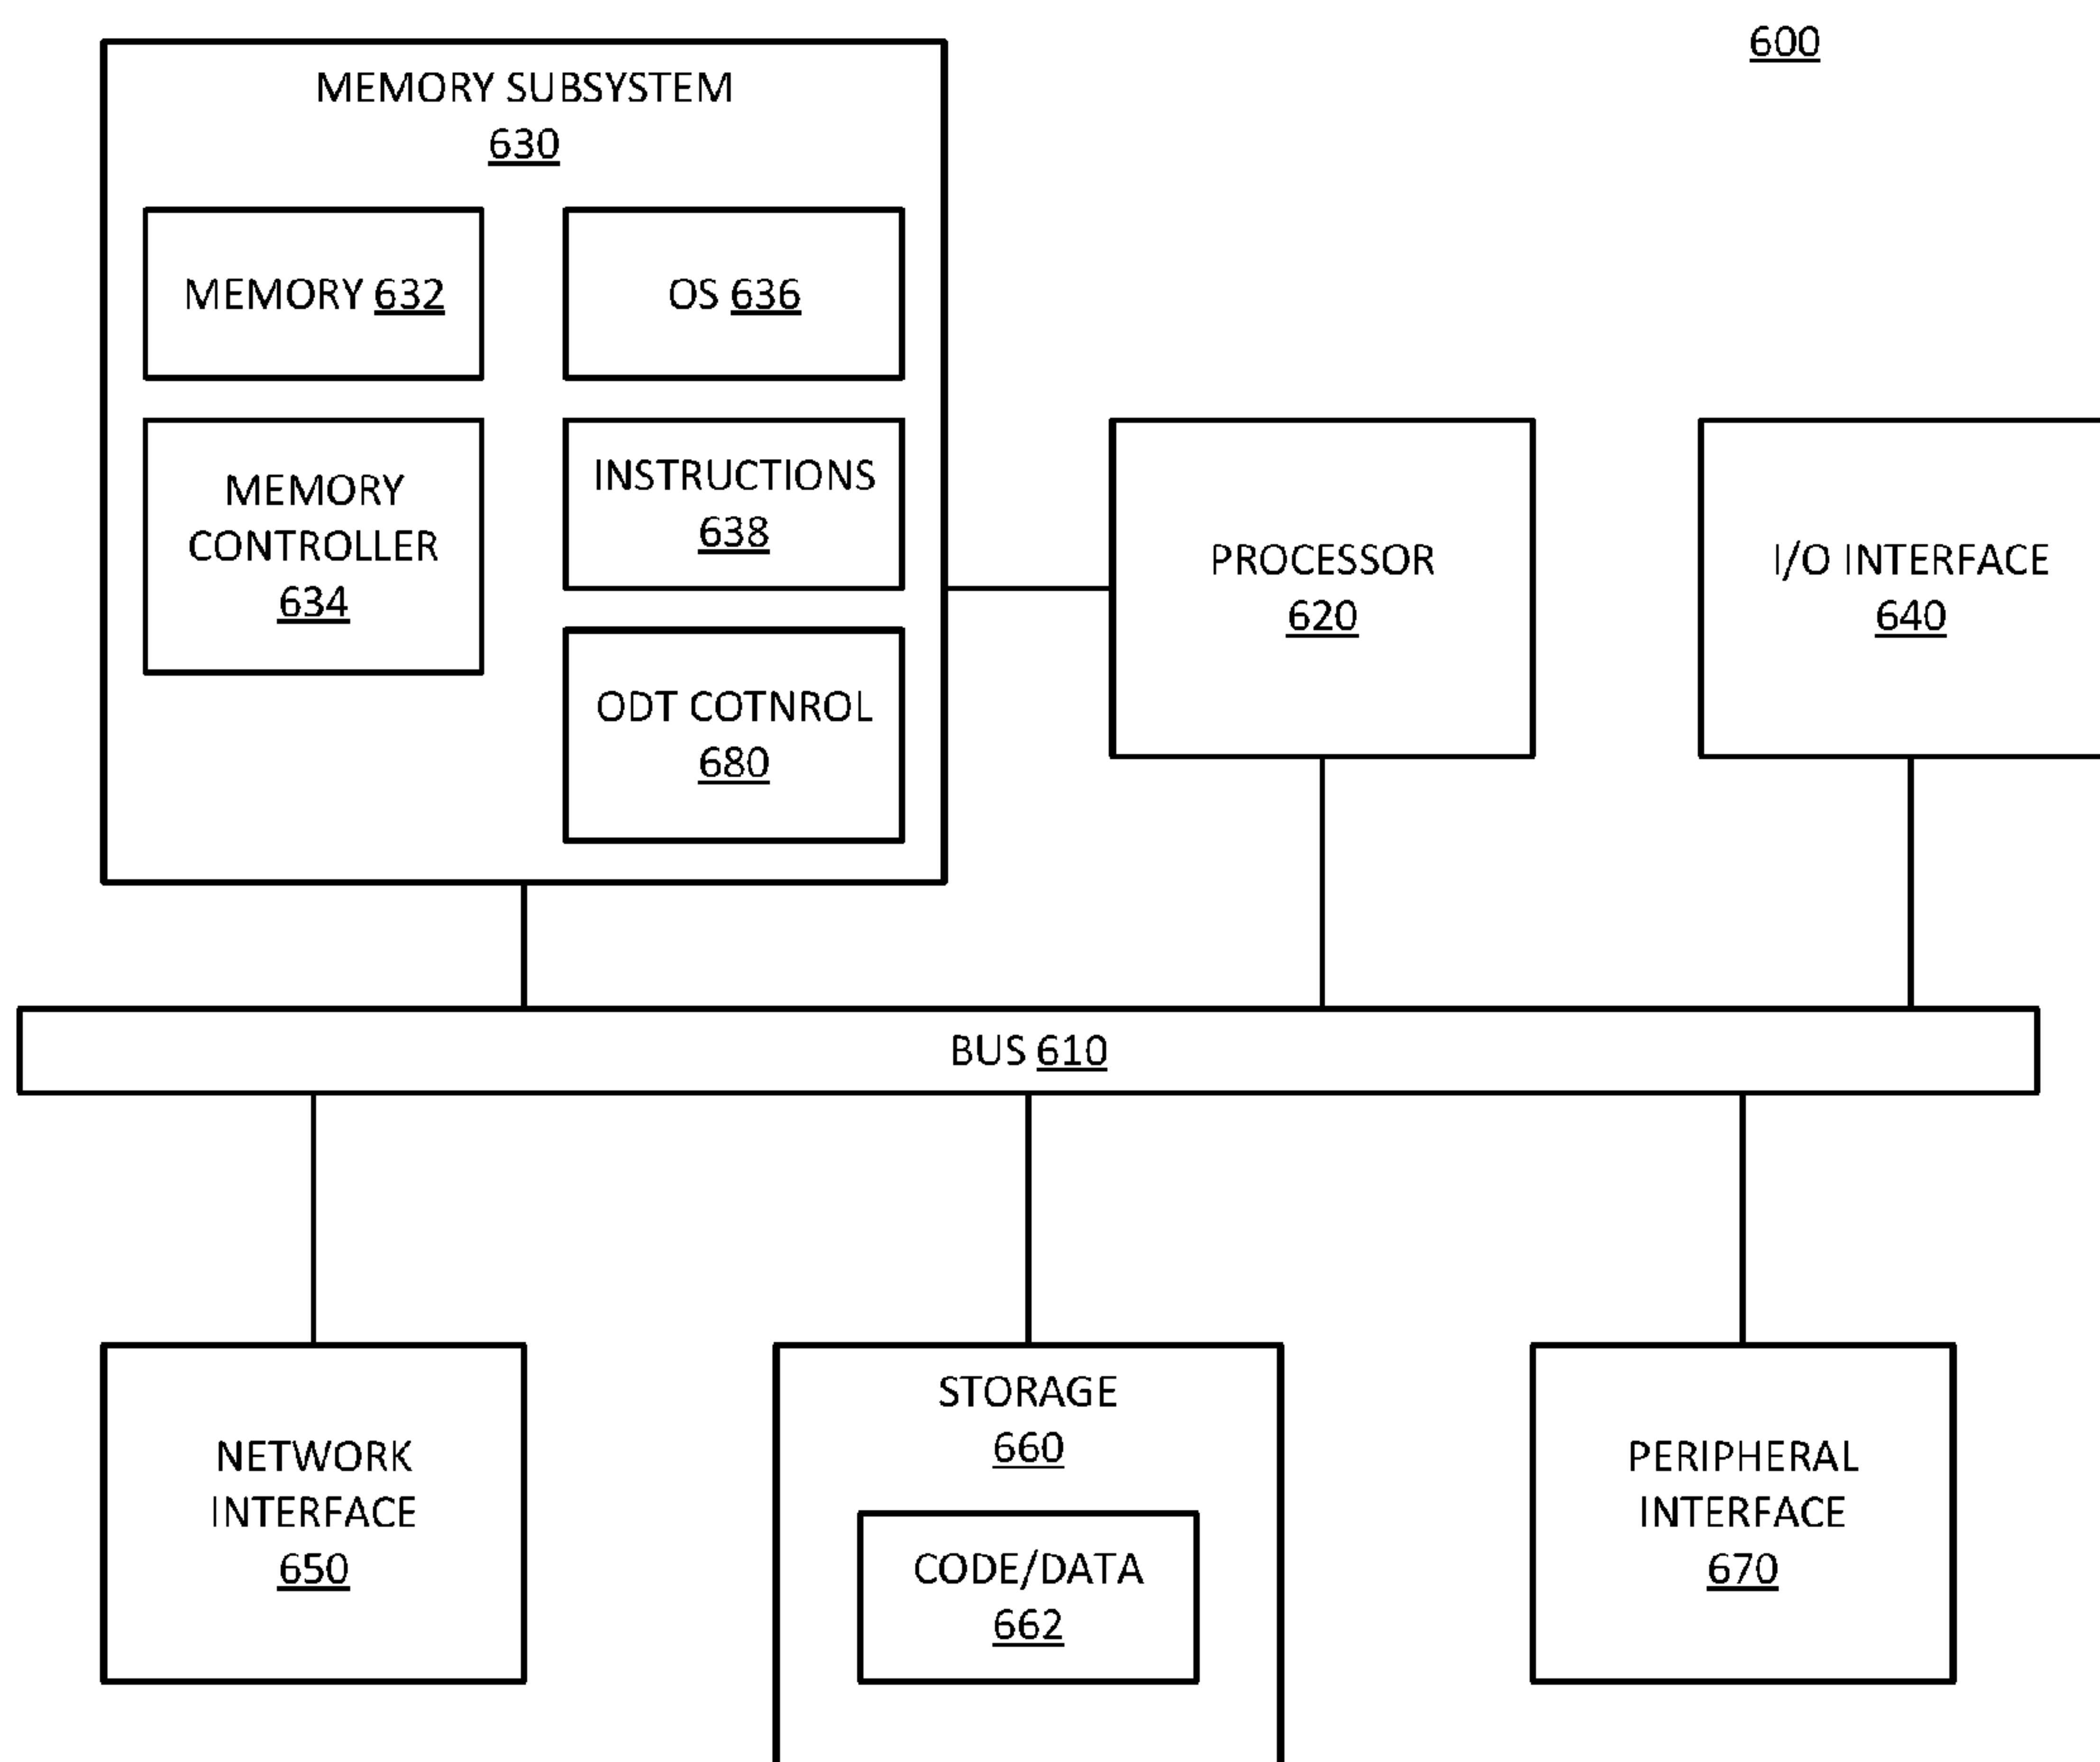 600
MEMORY SUBSYSTEM
630
MEMORY 632
OS 636
MEMORY
CONTROLLER
634
INSTRUCTIONS
638
ODT COTNROL
680
PROCESSOR
620
I/O INTERFACE
640
BUS 610
NETWORK
INTERFACE
650
STORAGE
660
CODE/DATA
662
PERIPHERAL
INTERFACE
670